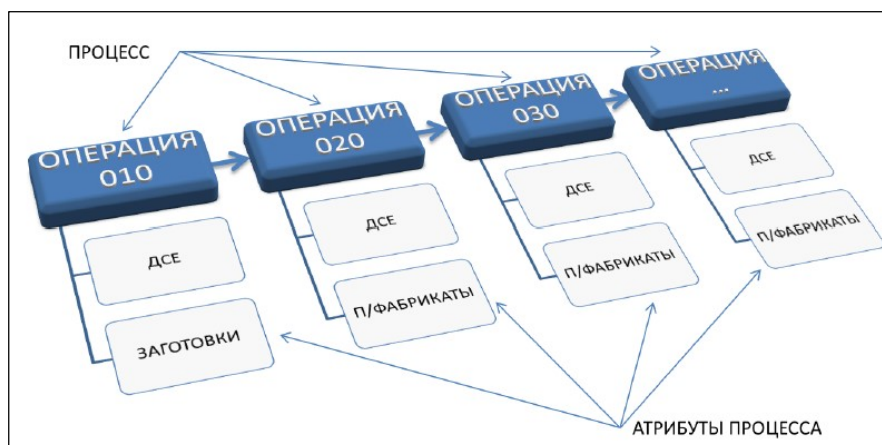 ПРОЦЕСС
ОПЕРАЦИЯ
010
ДСЕ
ЗАГОТОВКИ
ОПЕРАЦИЯ
020
ДСЕ
П/ФАБРИКАТЫ
ОПЕРАЦИЯ
030
ДСЕ
П/ФАБРИКАТЫ
ОПЕРАЦИЯ
...
ДСЕ
П/ФАБРИКАТЫ
АТРИБУТЫ ПРОЦЕССА